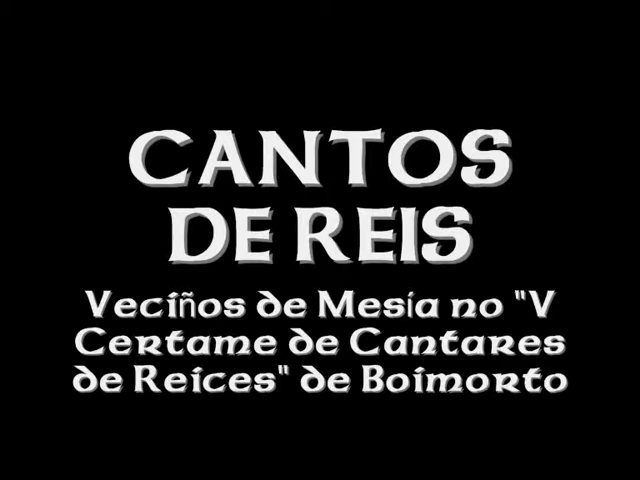 CANTOS
DE REIS
Veciños de Mesía no "V
Certame de Cantares
de Reices" de Boimorto